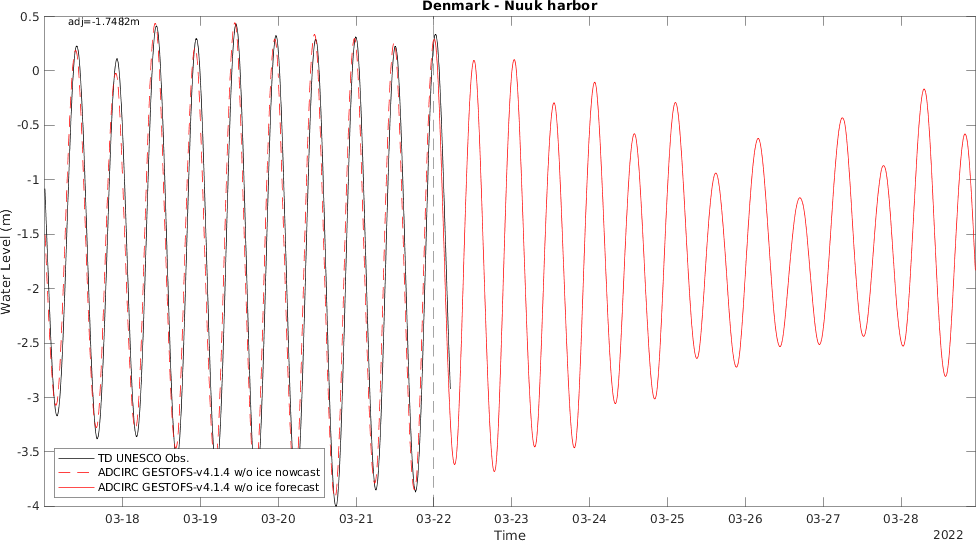 Denmark - Nuuk harbor
adj=-1.7482m
0.5
0
-0.5
-1
-1.5
-2
-2.5
-3
-3.5
-4
Water Level (m)
TD UNESCO Obs.
ADCIRC GESTOFS-v4.1.4 w/o ice nowcast
ADCIRC GESTOFS-v4.1.4 w/o ice forecast
03-18 03-19 03-20 03-21 03-22 03-23 03-24 03-25 03-26 03-27 03-28
Time
2022